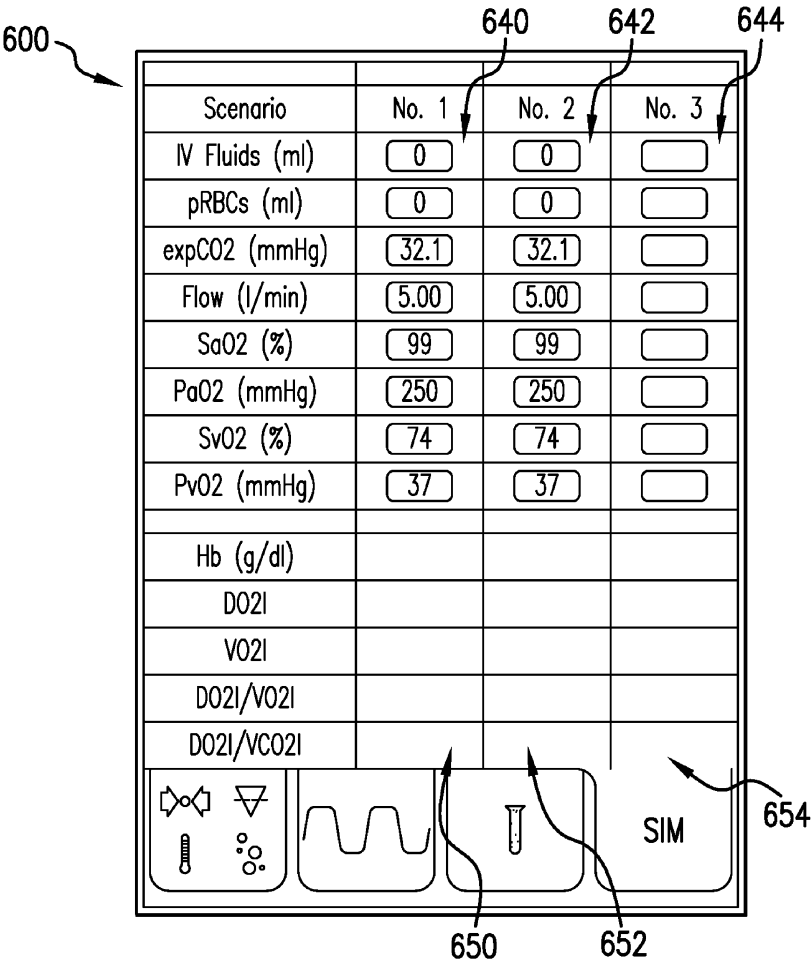 640 642 644
600
Scenario No. 1 No. 2 No. 3
IV Fluids (ml) 0 0
pRBCs (ml) 0 0
expCO2 (mmHg) 32.1 32.1
Flow (l/min) 5.00 5.00
SaO2 (%) 99 99
PaO2 (mmHg) 250 250
SvO2 (%) 74 74
PvO2 (mmHg) 37 37
Hb (g/dl)
DO2I
VO2I
DO2I/VO2I
DO2I/VCO2I
654
SIM
650 652